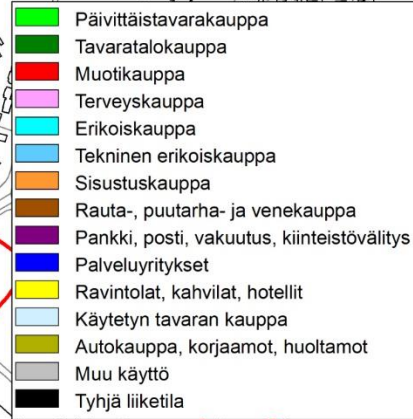 Päivittäistavarakauppa
Tavaratalokauppa
Muotikauppa
Terveyskauppa
Erikoiskauppa
Tekninen erikoiskauppa
Sisustuskauppa
Rauta-, puutarha- ja venekauppa
Pankki, posti, vakuutus, kiinteistövälitys
Palveluyritykset
Ravintolat, kahvilat, hotellit
Käytetyn tavaran kauppa
Autokauppa, korjaamot, huoltamot
Muu käyttö
Tyhjä liiketila